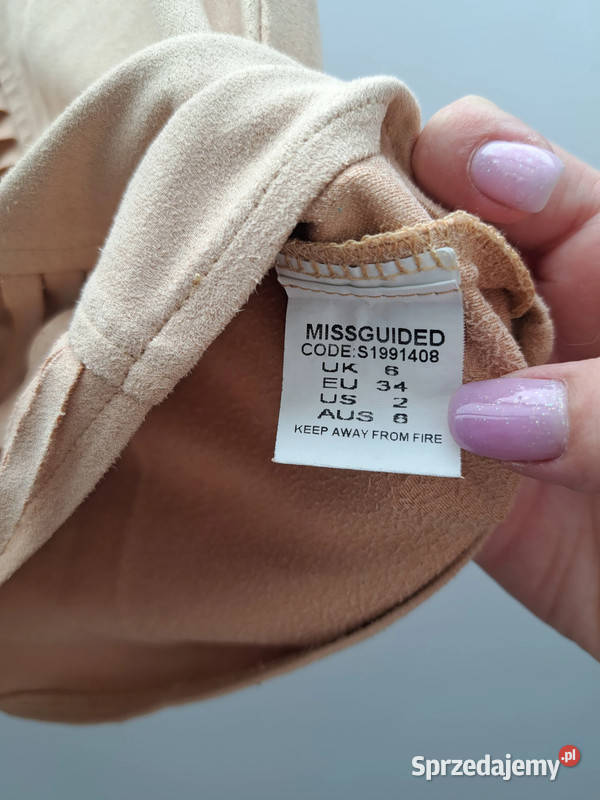 MISSGUIDED
CODE:S1991408
UK 6
EU 34
US 2
AUS 6
KEEP AWAY FROM FIRE
Sprzedajemy.pl